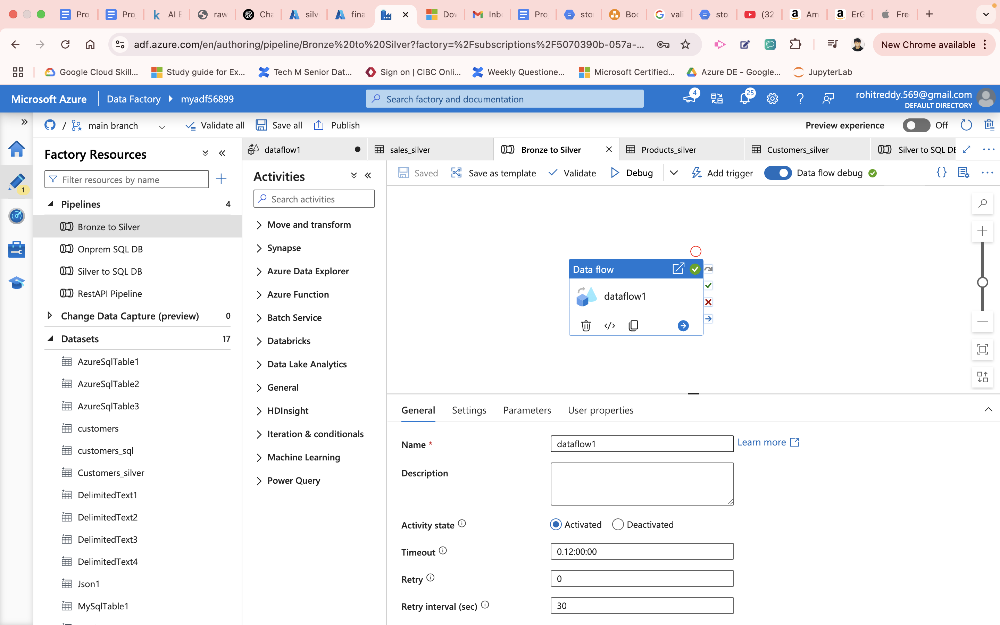 Pro
Pro
AI E
raw
Cha
silv
fina
Dov
Inb
Pro
sto
Boo
vali
sto
(32
Am
ErG
Fre
adf.azure.com/en/authoring/pipeline/Bronze%20to%20Silver?factory=%2Fsubscriptions%2F5070390b-057a-...
New Chrome available
Google Cloud Skill...
Study guide for Ex...
Tech M Senior Dat...
Sign on | CIBC Onli...
Weekly Questione...
Microsoft Certified...
Azure DE - Google...
JupyterLab
Microsoft Azure
Data Factory
myadf56899
Search factory and documentation
4
25
rohitreddy.569@gmail.com
DEFAULT DIRECTORY
/
main branch
Validate all
Save all
Publish
Preview experience
Off
Factory Resources
Filter resources by name
1
Pipelines 4
Bronze to Silver
Onprem SQL DB
Silver to SQL DB
RestAPI Pipeline
Change Data Capture (preview) 0
Datasets 17
AzureSqlTable1
AzureSqlTable2
AzureSqlTable3
customers
customers_sql
Customers_silver
DelimitedText1
DelimitedText2
DelimitedText3
DelimitedText4
Json1
MySqlTable1
dataflow1
sales_silver
Bronze to Silver
Products_silver
Customers_silver
Silver to SQL DB
Activities
Search activities
Move and transform
Synapse
Azure Data Explorer
Azure Function
Batch Service
Databricks
Data Lake Analytics
General
HDInsight
Iteration & conditionals
Machine Learning
Power Query
Saved
Save as template
Validate
Debug
Add trigger
Data flow debug
{}
Data flow
dataflow1
General
Settings
Parameters
User properties
Name *
dataflow1
Learn more
Description
Activity state
Activated
Deactivated
Timeout
0.12:00:00
Retry
0
Retry interval (sec)
30